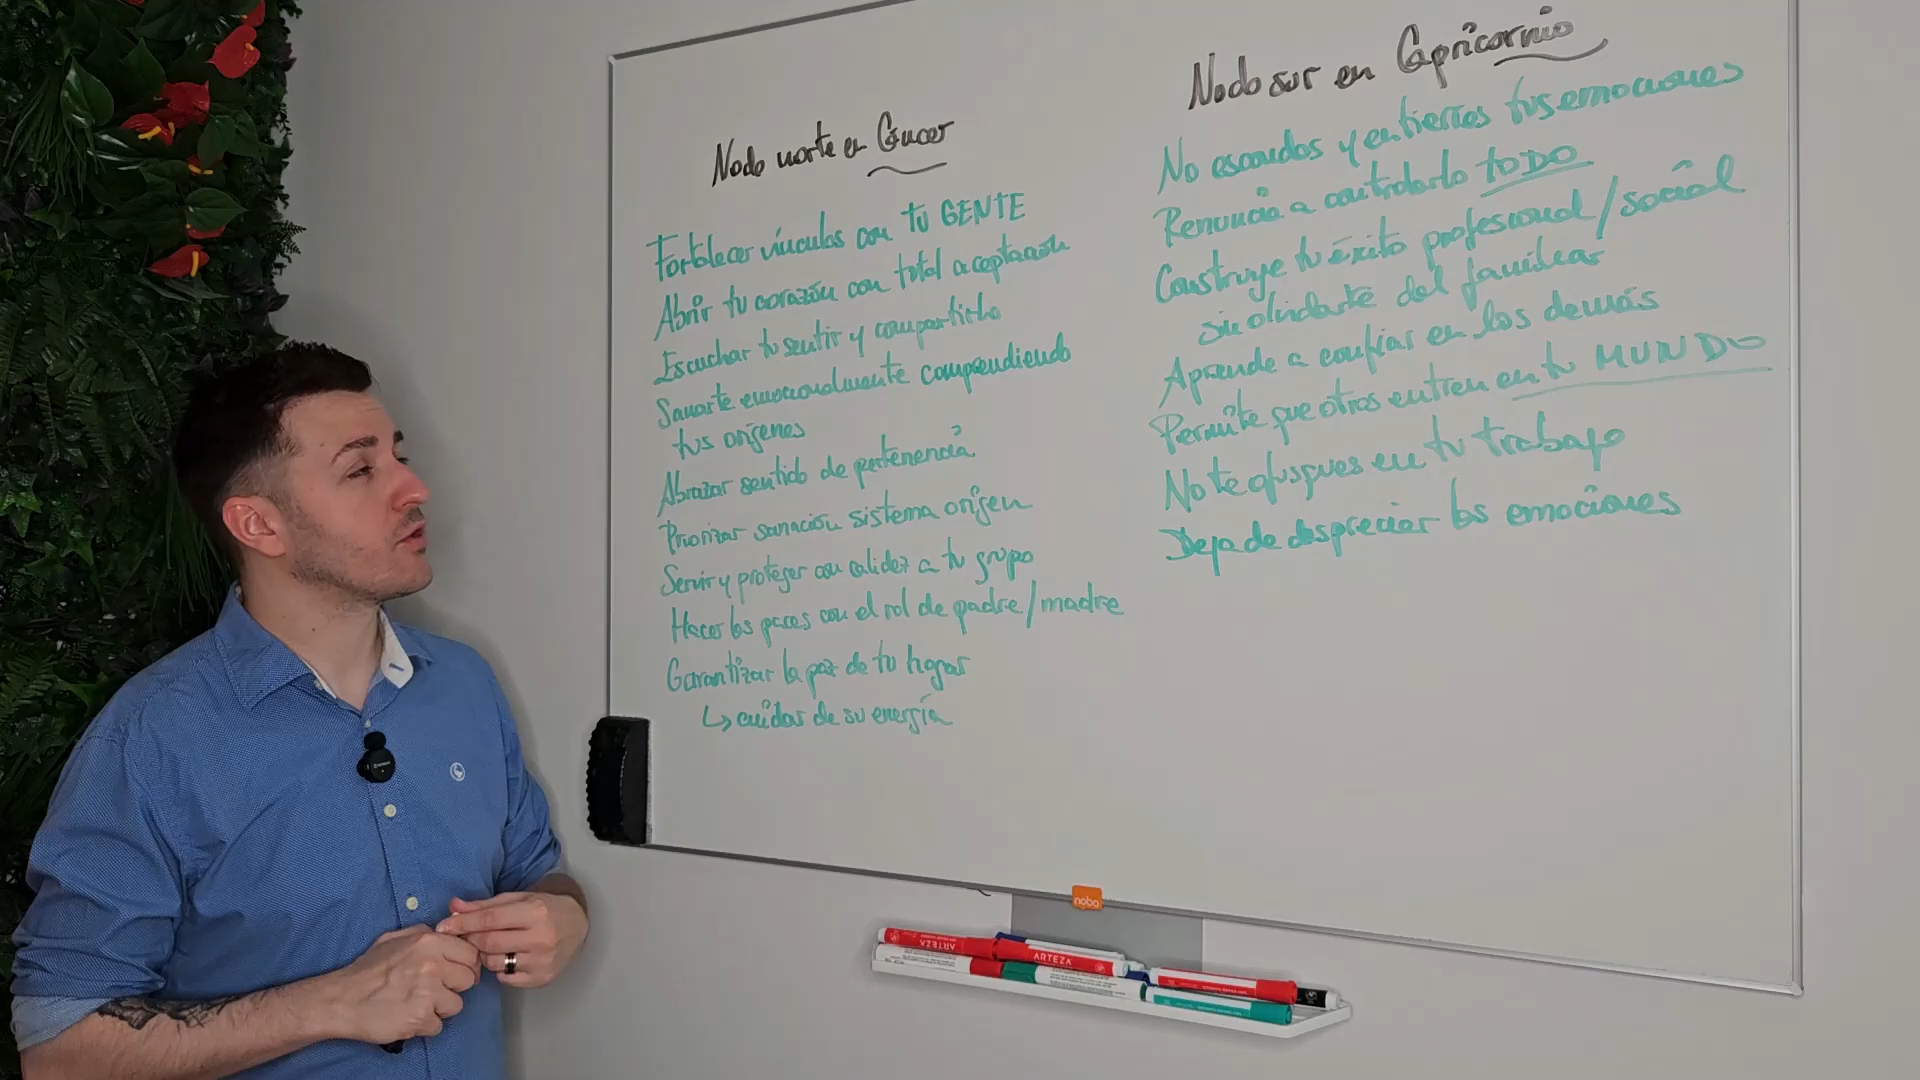 Nodo norte en Cáncer
Fortalecer vínculos con tu GENTE
Abrir tu corazón con total aceptación
Escuchar tu sentir y compartirlo
Sanarte emocionalmente comprendiendo
tus orígenes
Abrazar sentido de pertenencia
Priorizar sanación sistema origen
Servir y proteger con calidez a tu grupo
Hacer las paces con el rol de padre/madre
Garantizar la paz de tu hogar
↳ cuidar de su energía
Nodo sur en Capricornio
No escondas y entierres tus emociones
Renuncia a controlarlo TODO
Construye tu éxito profesional/social
sin olvidarte del familiar
Aprende a confiar en los demás
Permite que otros entren en tu MUNDO
No te ofusques en tu trabajo
Deja de despreciar las emociones
nobo
ARTEZA
ARTEZA